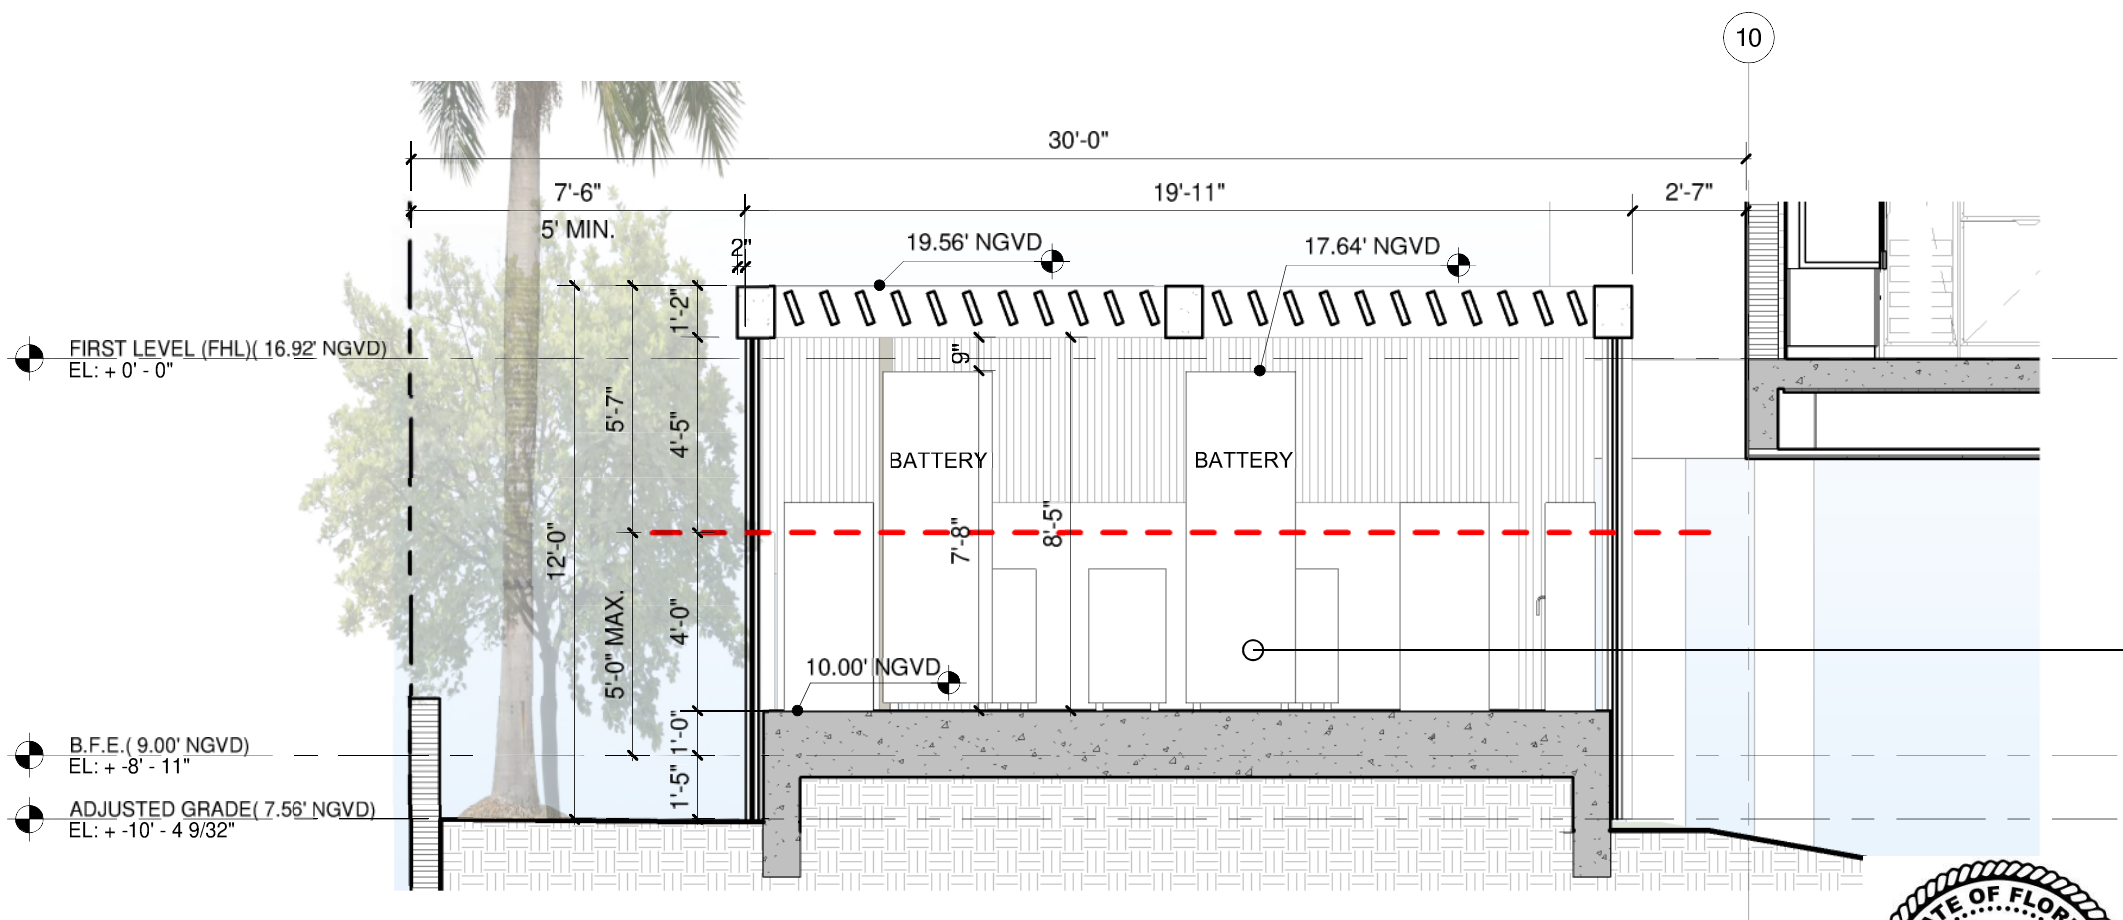 10
30'-0"
7'-6"
19'-11"
2'-7"
5' MIN.
2"
19.56' NGVD
17.64' NGVD
1'-2"
FIRST LEVEL (FHL)( 16.92' NGVD)
EL: + 0' - 0"
9"
5'-7"
4'-5"
BATTERY
BATTERY
12'-0"
7'-8"
8'-5"
5'-0" MAX.
4'-0"
10.00' NGVD
1'-0"
B.F.E.( 9.00' NGVD)
EL: + -8' - 11"
1'-5"
ADJUSTED GRADE( 7.56' NGVD)
EL: + -10' - 4 9/32"
ATE OF FLOR